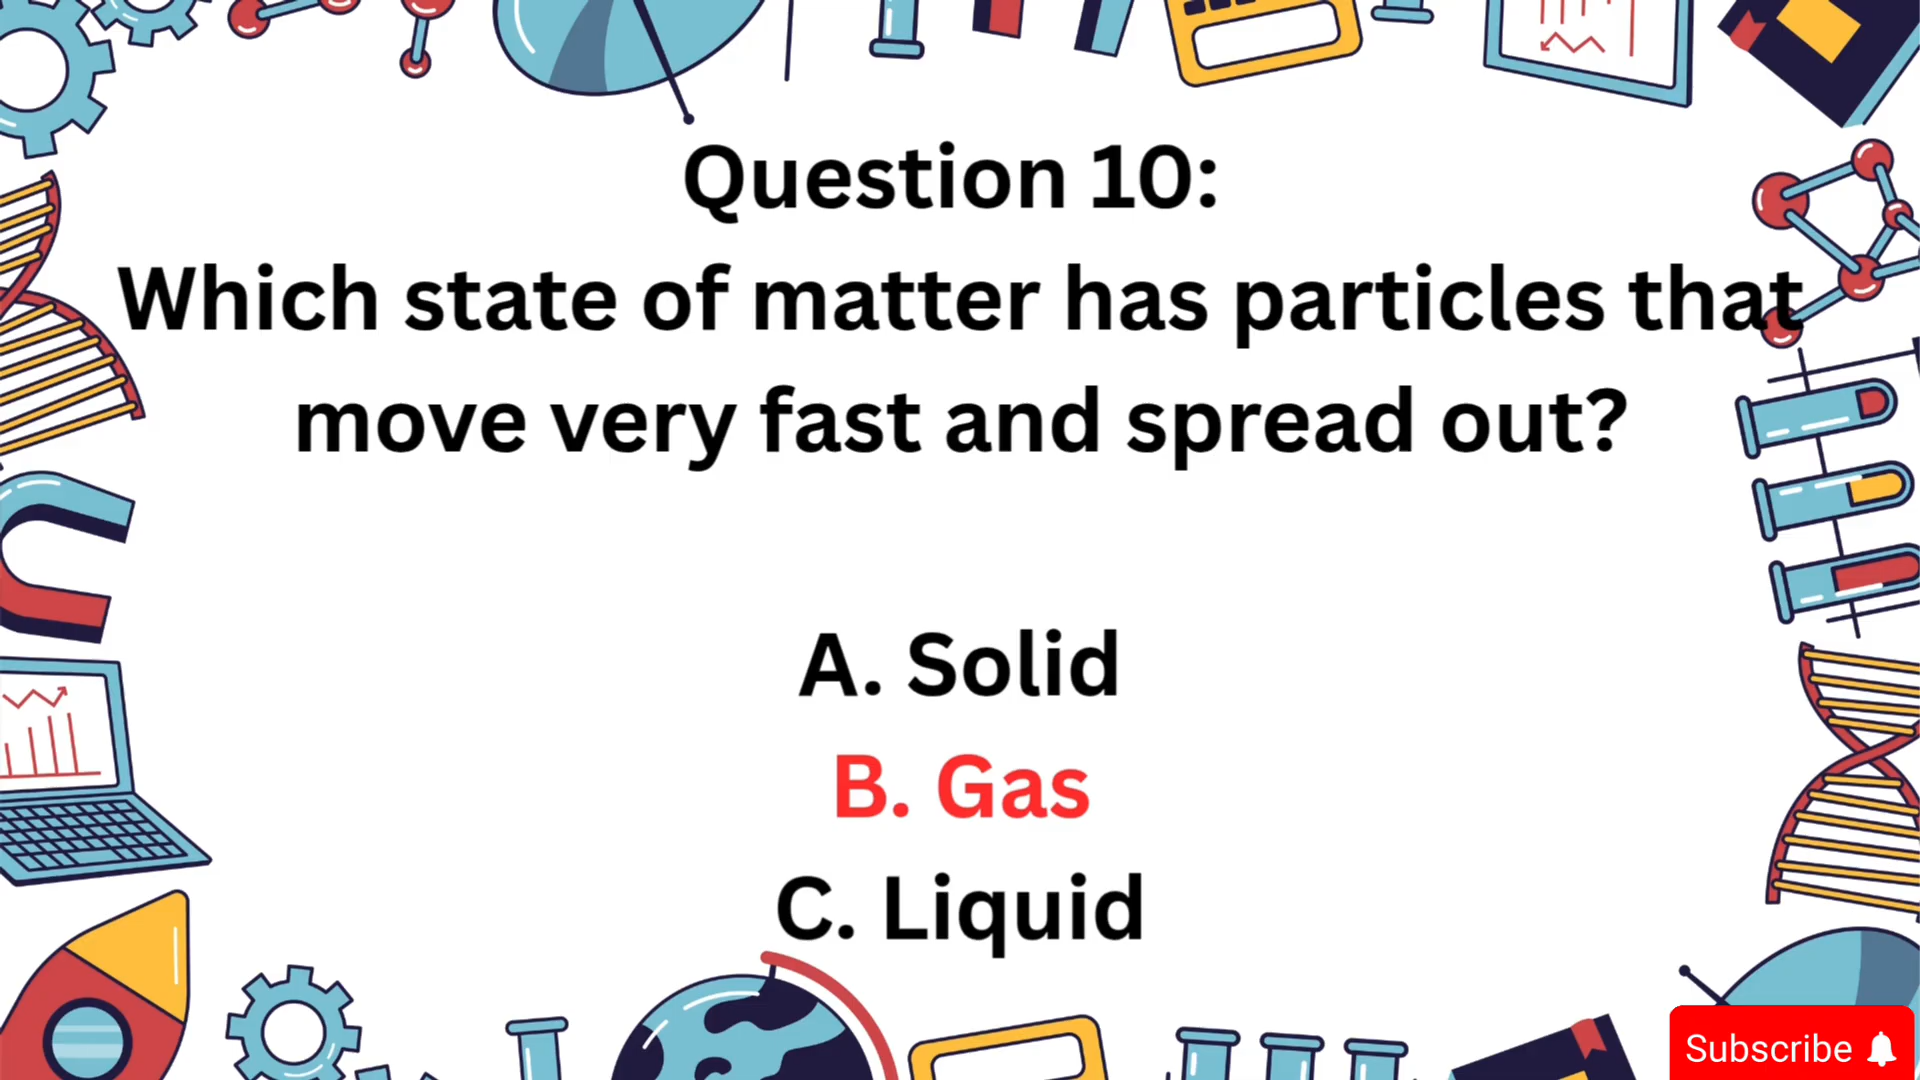 Question 10:
Which state of matter has particles that
move very fast and spread out?
A. Solid
B. Gas
C. Liquid
Subscribe